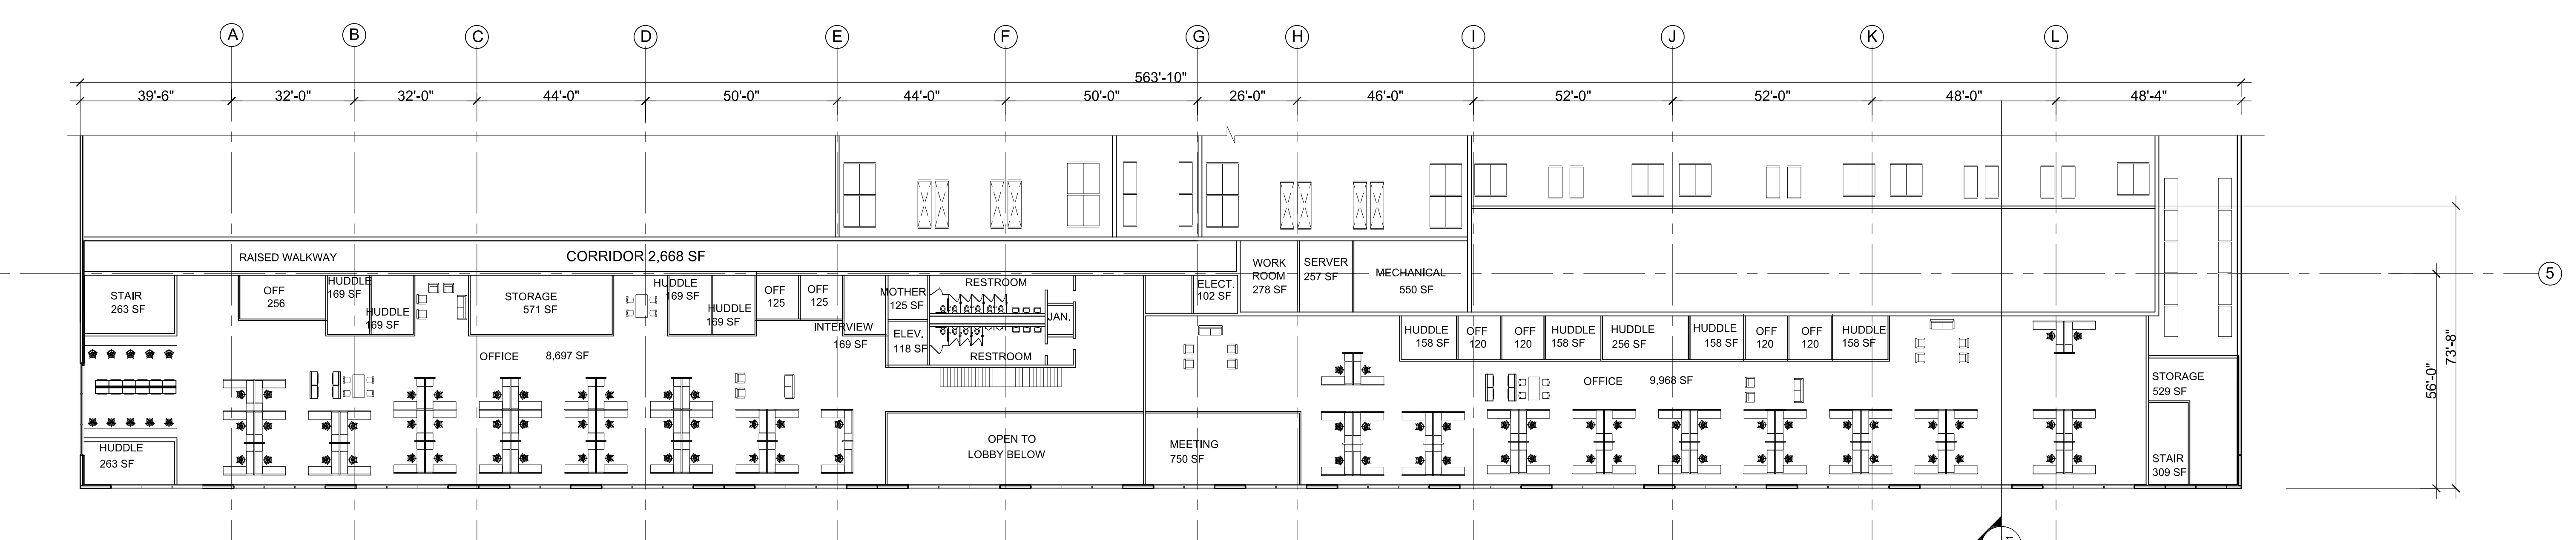 A B C D E F G H I J K L
563'-10"
39'-6" 32'-0" 32'-0" 44'-0" 50'-0" 44'-0" 50'-0" 26'-0" 46'-0" 52'-0" 52'-0" 48'-0" 48'-4"
RAISED WALKWAY
CORRIDOR 2,668 SF
5
STAIR
263 SF
OFF
256
HUDDLE
169 SF
HUDDLE
169 SF
STORAGE
571 SF
HUDDLE
169 SF
HUDDLE
169 SF
OFF
125
OFF
125
INTERVIEW
169 SF
MOTHER
125 SF
ELEV.
118 SF
RESTROOM
RESTROOM
JAN.
ELECT.
102 SF
WORK
ROOM
278 SF
SERVER
257 SF
MECHANICAL
550 SF
OFFICE 8,697 SF
HUDDLE
263 SF
OPEN TO
LOBBY BELOW
MEETING
750 SF
HUDDLE
158 SF
OFF
120
OFF
120
HUDDLE
158 SF
HUDDLE
256 SF
HUDDLE
158 SF
OFF
120
OFF
120
HUDDLE
158 SF
OFFICE 9,968 SF
STORAGE
529 SF
STAIR
309 SF
56'-0"
73'-8"
1